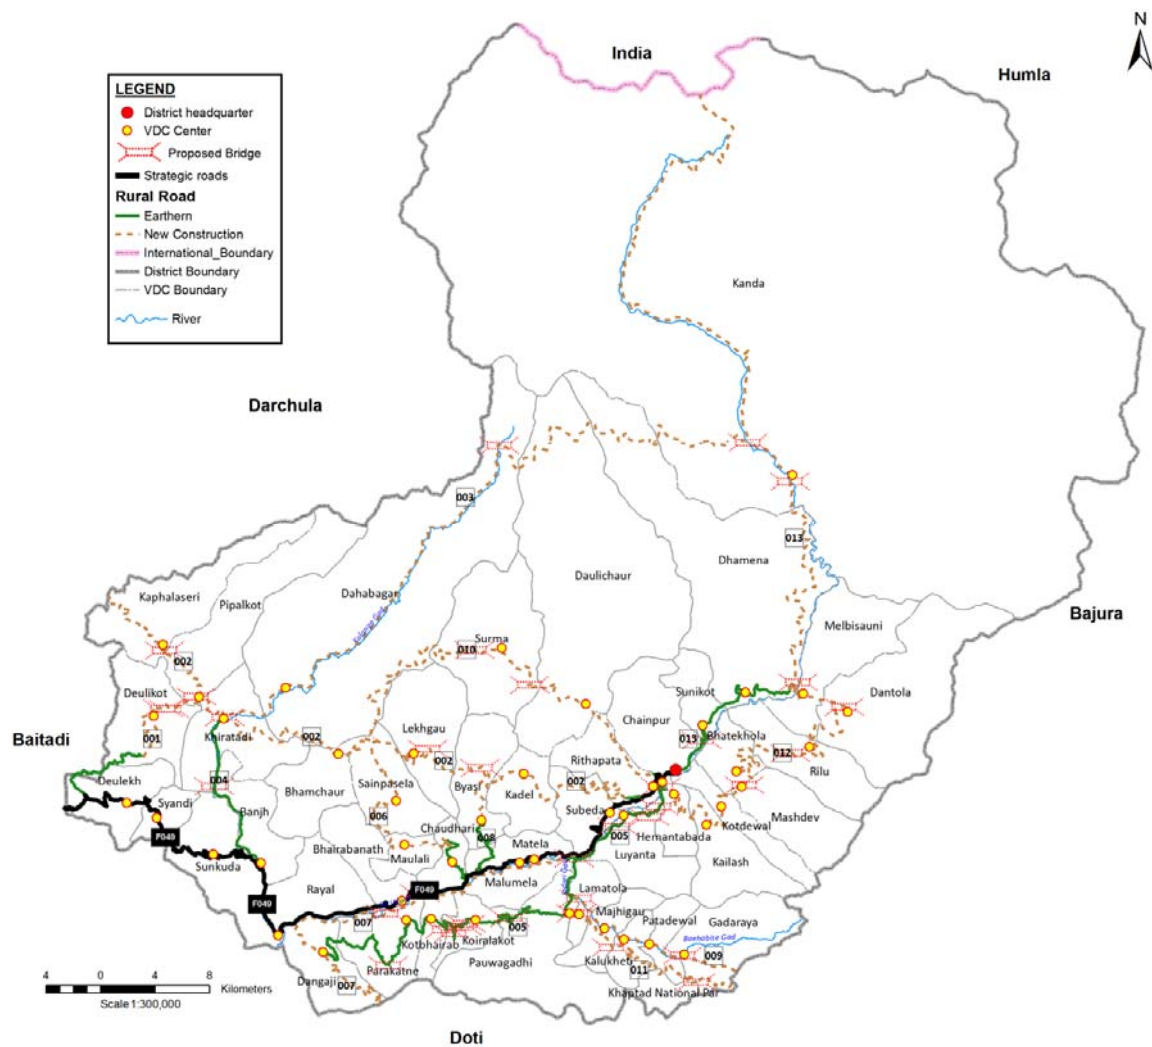 N
India
Humla
LEGEND
District headquarter
VDC Center
Proposed Bridge
Strategic roads
Rural Road
Earthern
New Construction
International_Boundary
District Boundary
VDC Boundary
River
Kanda
Darchula
003
013
Dhamena
Daulichaur
Dahabagar
Kaphalaseri
Pipalkot
Bajura
Melbisauni
Surma
010
002
Deulikot
Sunikot
Dantola
Chainpur
Khiratadi
Baitadi
001
002
Lekhgau
013
Bhatekhola
002
012
Rilu
Rithapata
Deulekh
004
Sainpasela
Byasi
002
Bhamchaur
Kadel
Syandi
Banjh
006
Subeda
Mashdev
Chaudhari
008
005
Hemantabada
Kotdewal
F049
Bhairabanath
Matela
Maulali
Luyanta
Kailash
Sunkuda
Malumela
F049
Rayal
F049
Lamatola
007
Majhigau
Patadewal
Gadaraya
Kotbhairab
Koiralakot
005
Kalukheti
009
Pauwagadhi
Parakatne
011
Dangaji
007
Khaptad National Par
4 0 4 8
Kilometers
Scale 1:300,000
Doti